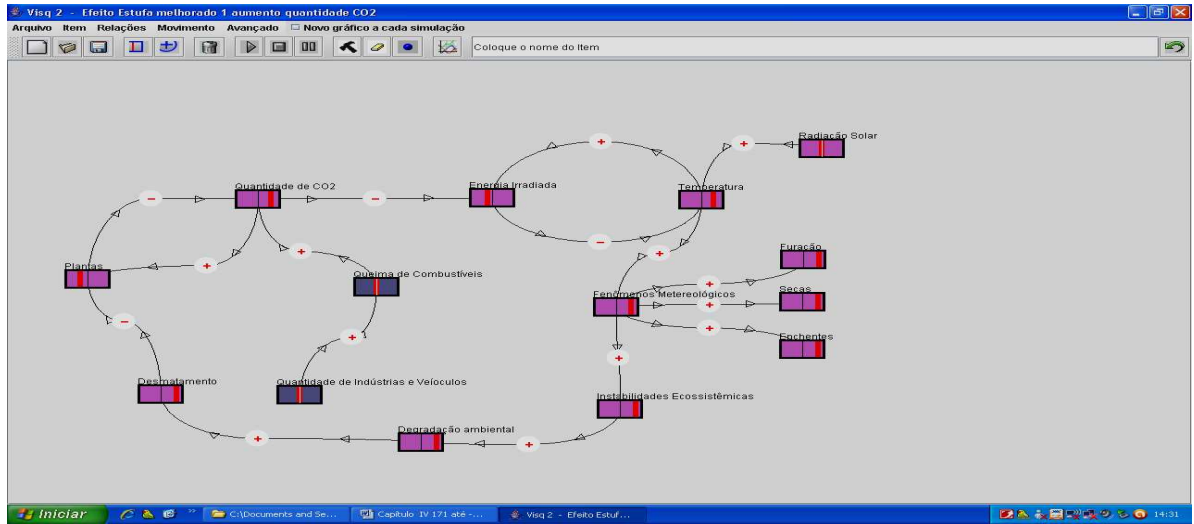 Visq 2 - Efeito Estufa melhorado 1 aumento quantidade CO2
Arquivo Item Relações Movimento Avançado Novo gráfico a cada simulação
Coloque o nome do Item
Radiação Solar
Quantidade de CO2
Energia Irradiada
Temperatura
Furacão
Plantas
Queima de Combustíveis
Fenômenos Metereológicos
Secas
Enchentes
Desmatamento
Quantidade de Indústrias e Veíoculos
Instabilidades Ecossistêmicas
Degradação ambiental
Iniciar
C:\Documents and Se...
Capítulo IV 171 até -...
Visq 2 - Efeito Estuf...
14:31